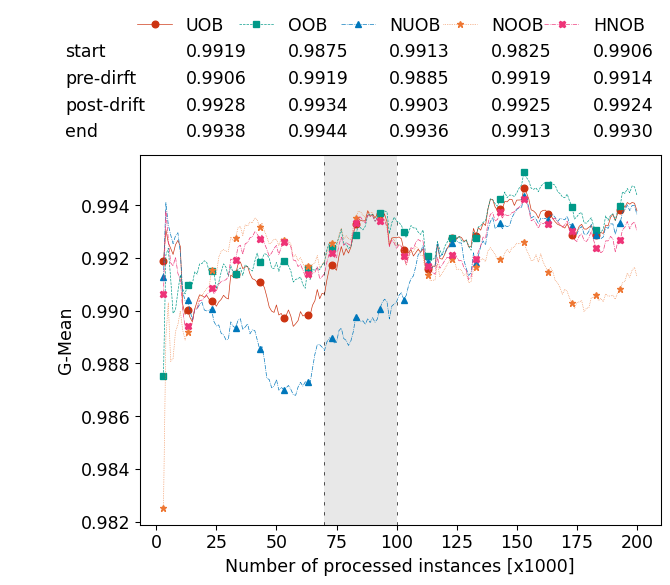 UOB OOB NUOB NOOB HNOB
start 0.9919 0.9875 0.9913 0.9825 0.9906
pre-dirft 0.9906 0.9919 0.9885 0.9919 0.9914
post-drift 0.9928 0.9934 0.9903 0.9925 0.9924
end 0.9938 0.9944 0.9936 0.9913 0.9930
G-Mean
0.994
0.992
0.990
0.988
0.986
0.984
0.982
0 25 50 75 100 125 150 175 200
Number of processed instances [x1000]